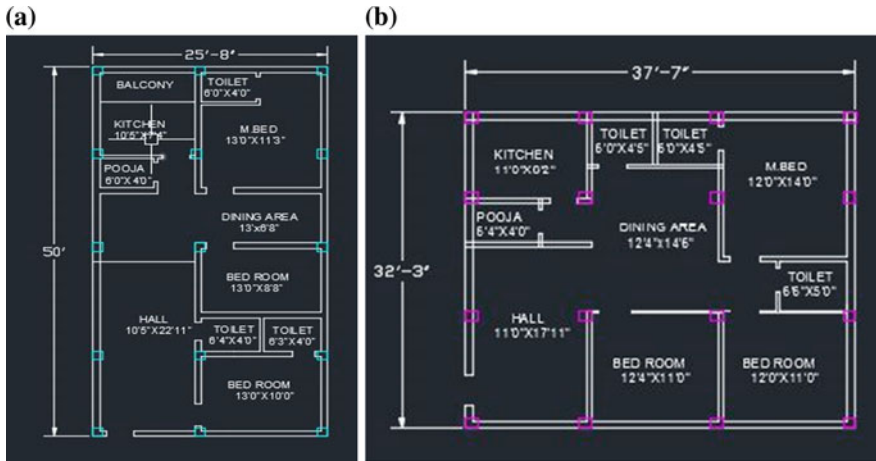 (a)
25'-8"
BALCONY
TOILET
6'0"X4'0"
KITCHEN
M.BED
13'0"X11'3"
POOJA
6'0"X4'0"
DINING AREA
13'x6'8"
50'
BED ROOM
13'0"X8'8"
HALL
10'5"X22'11"
TOILET
6'4"X4'0"
TOILET
6'3"X4'0"
BED ROOM
13'0"X10'0"
(b)
37'-7"
TOILET
TOILET
KITCHEN
M.BED
12'0"X14'0"
POOJA
5'4"X4'0"
DINING AREA
12'4"x14'6"
32'-3"
TOILET
6'6"X5'0"
HALL
11'0"X17'11"
BED ROOM
12'4"X11'0"
BED ROOM
12'0"X11'0"